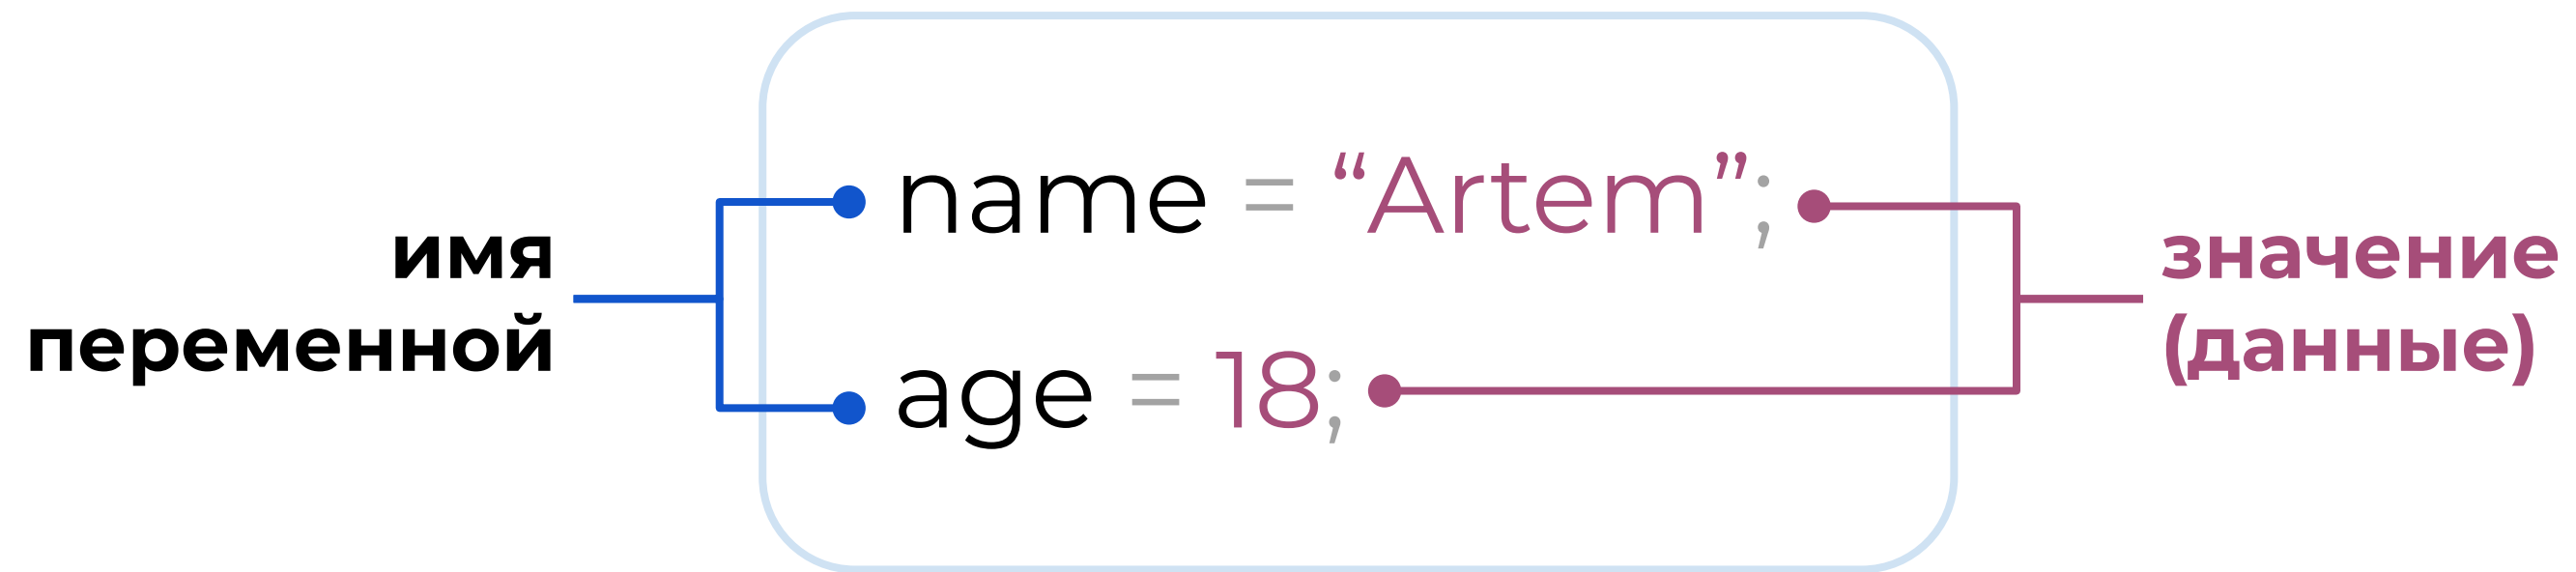 имя
переменной
name = “Artem”;
age = 18;
значение
(данные)